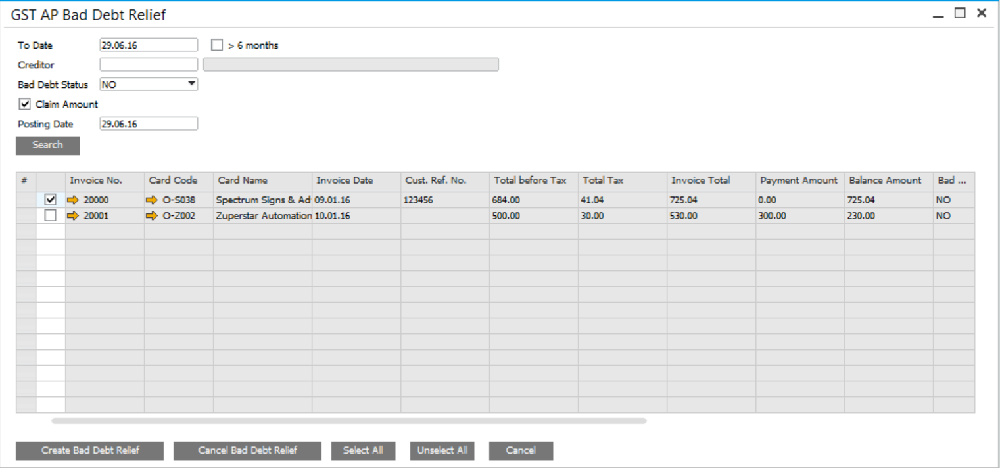 GST AP Bad Debt Relief
To Date 29.06.16 > 6 months
Creditor
Bad Debt Status NO
Claim Amount
Posting Date 29.06.16
Search
# Invoice No. Card Code Card Name Invoice Date Cust. Ref. No. Total before Tax Total Tax Invoice Total Payment Amount Balance Amount Bad ...
20000 O-S038 Spectrum Signs & Ad 09.01.16 123456 684.00 41.04 725.04 0.00 725.04 NO
20001 O-Z002 Zuperstar Automation 10.01.16 500.00 30.00 530.00 300.00 230.00 NO
Create Bad Debt Relief Cancel Bad Debt Relief Select All Unselect All Cancel